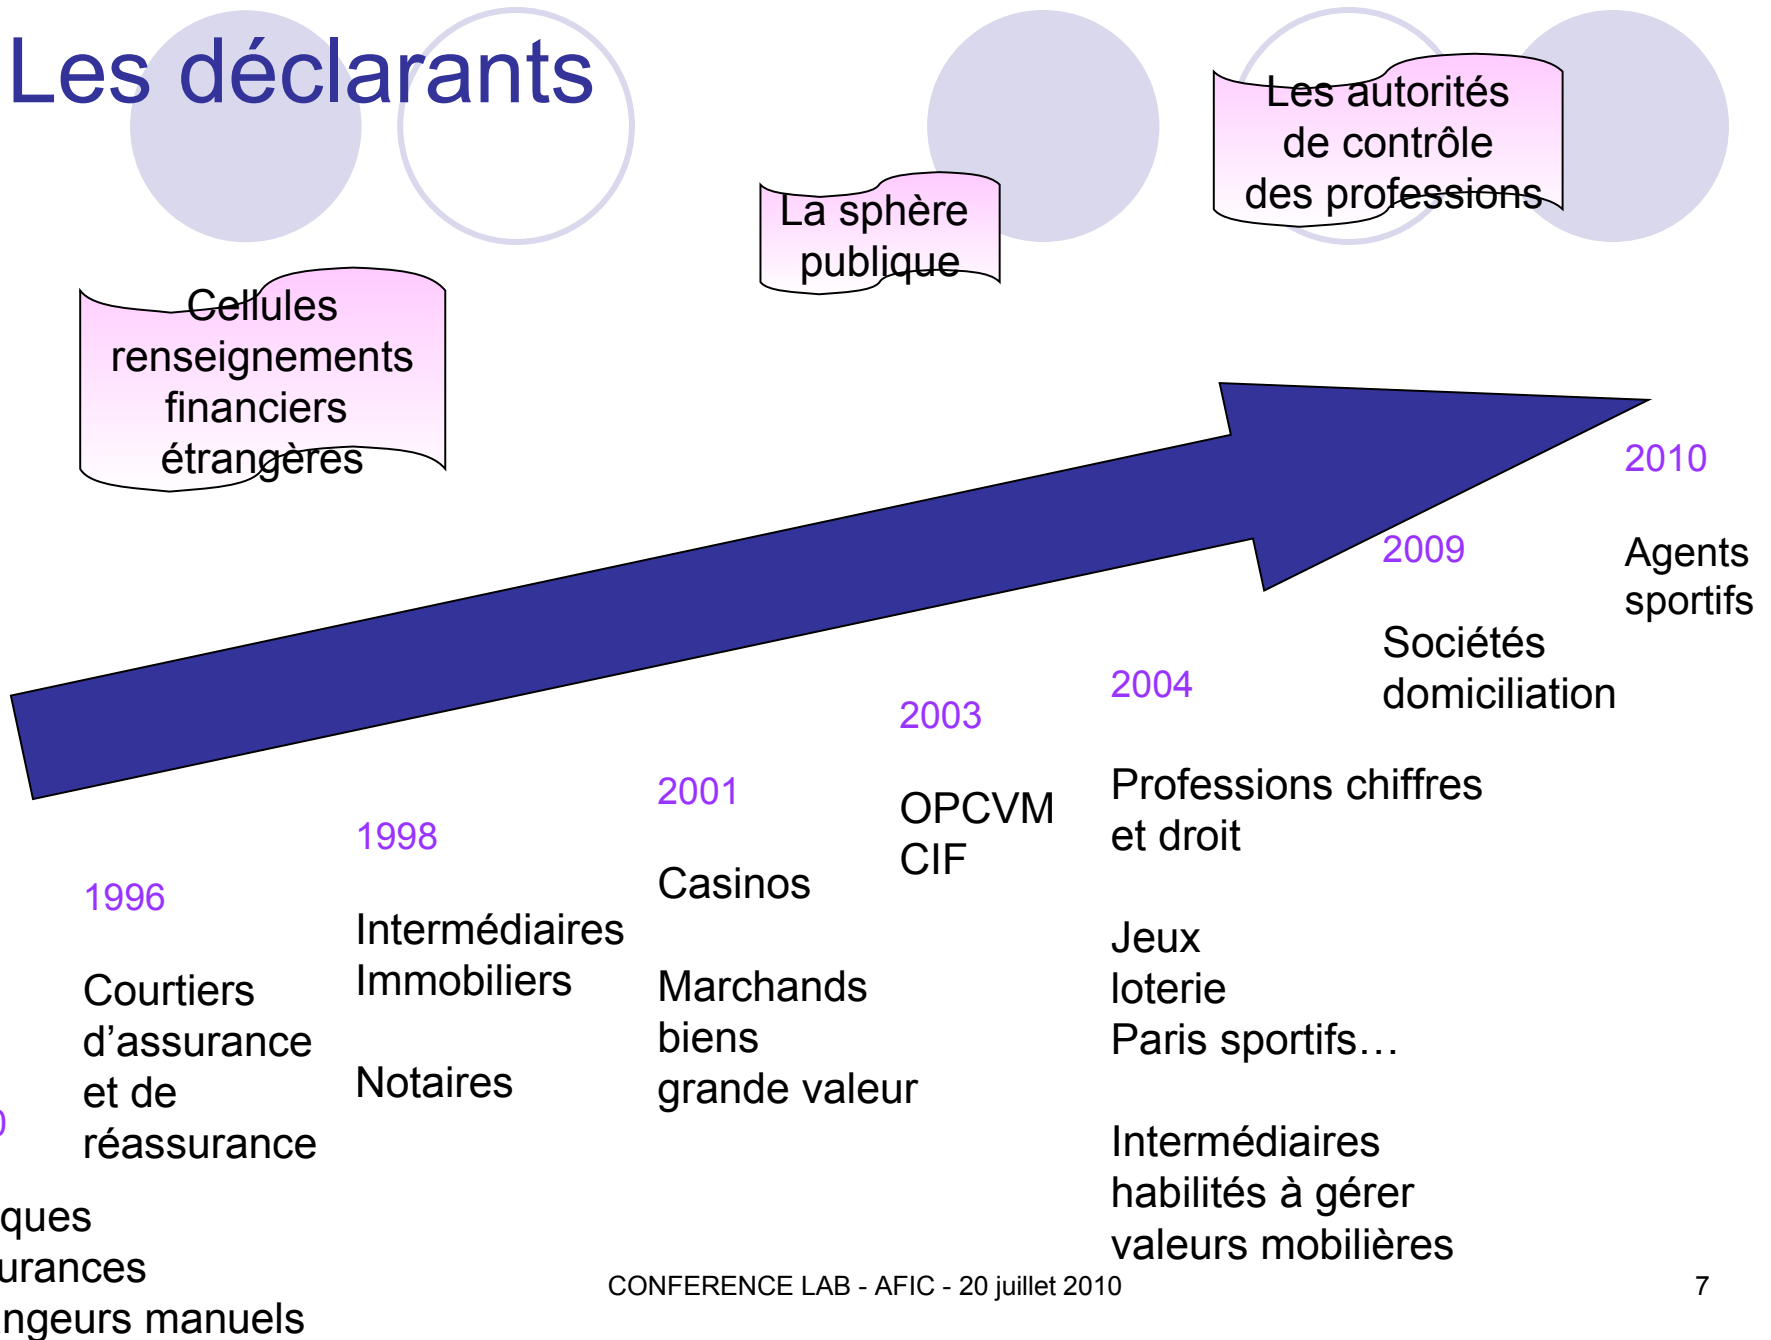 Les déclarants
Les autorités
de contrôle
des professions
La sphère
publique
Cellules
renseignements
financiers
étrangères
2010
Agents
sportifs
2009
Sociétés
domiciliation
2004
Professions chiffres
et droit
Jeux
loterie
Paris sportifs…
Intermédiaires
habilités à gérer
valeurs mobilières
2003
OPCVM
CIF
2001
Casinos
Marchands
biens
grande valeur
1998
Intermédiaires
Immobiliers
Notaires
1996
Courtiers
d’assurance
et de
réassurance
manuels
CONFERENCE LAB - AFIC - 20 juillet 2010
7